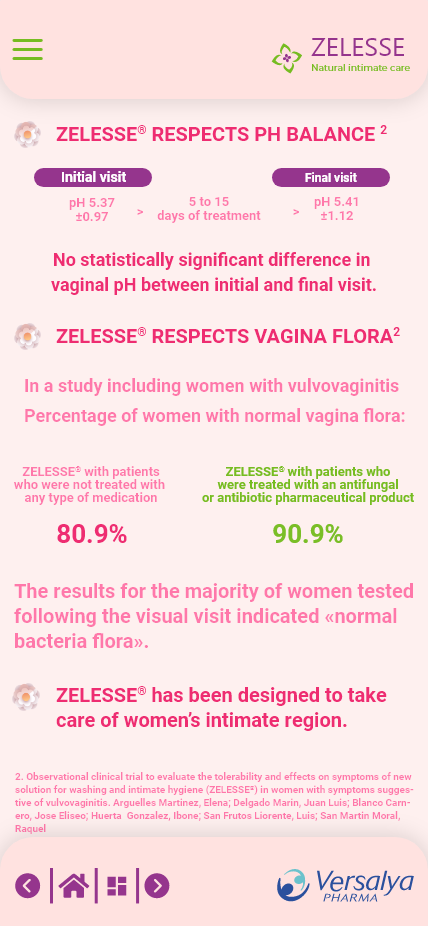 ZELESSE
Natural intimate care
ZELESSE® RESPECTS PH BALANCE 2
Initial visit
Final visit
pH 5.37
±0.97
>
5 to 15
days of treatment
>
pH 5.41
±1.12
No statistically significant difference in
vaginal pH between initial and final visit.
ZELESSE® RESPECTS VAGINA FLORA2
In a study including women with vulvovaginitis
Percentage of women with normal vagina flora:
ZELESSE® with patients
who were not treated with
any type of medication
80.9%
ZELESSE® with patients who
were treated with an antifungal
or antibiotic pharmaceutical product
90.9%
The results for the majority of women tested
following the visual visit indicated «normal
bacteria flora».
ZELESSE® has been designed to take
care of women's intimate region.
2. Observational clinical trial to evaluate the tolerability and effects on symptoms of new
solution for washing and intimate hygiene (ZELESSE®) in women with symptoms sugges-
tive of vulvovaginitis. Arguelles Martinez, Elena; Delgado Marin, Juan Luis; Blanco Carn-
ero, Jose Eliseo; Huerta Gonzalez, Ibone; San Frutos Llorente, Luis; San Martin Moral,
Raquel
Versalya
PHARMA